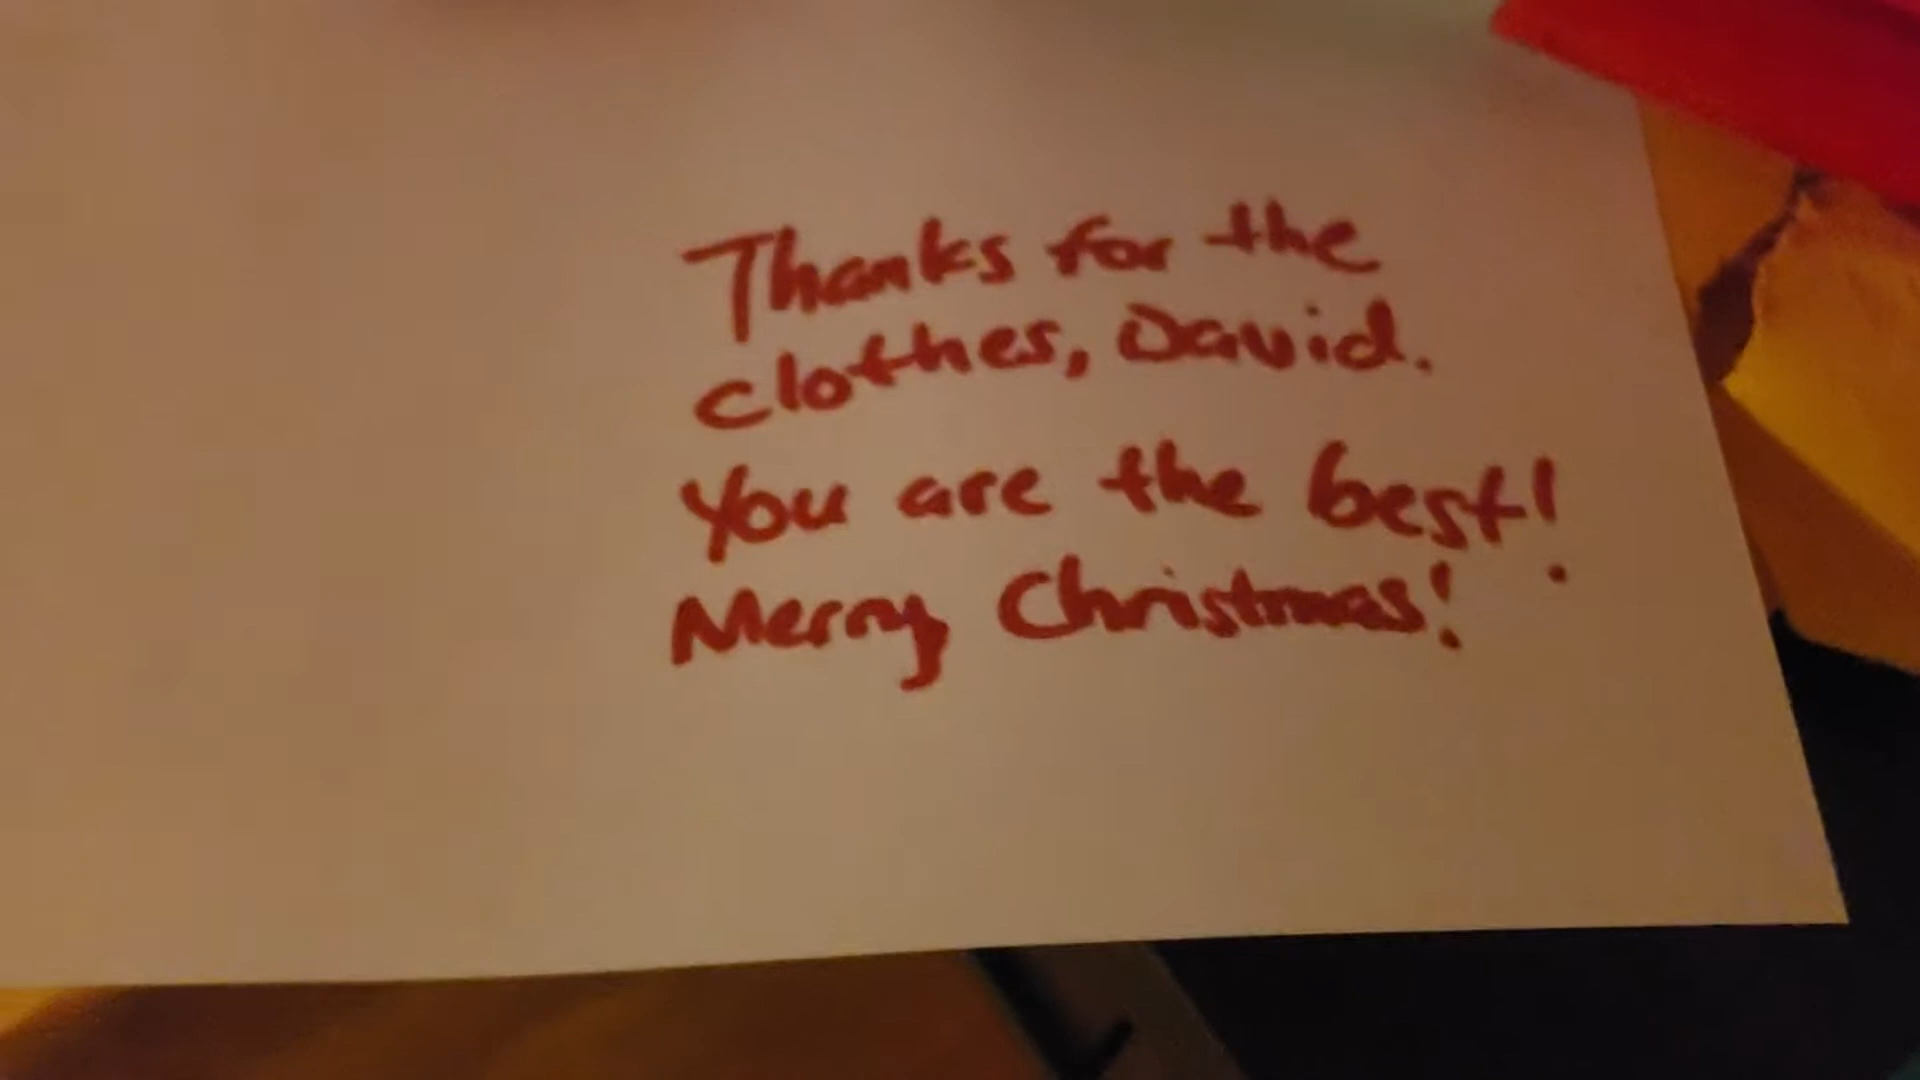 Thanks for the
clothes, David.
You are the best!
Merry Christmas!